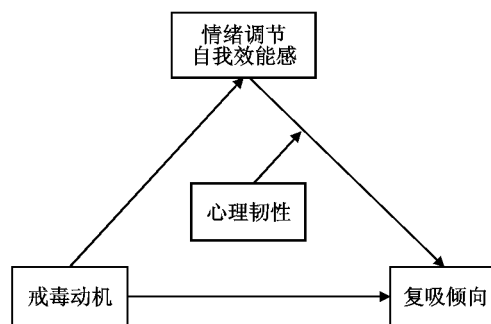 情绪调节
自我效能感
心理韧性
戒毒动机
复吸倾向